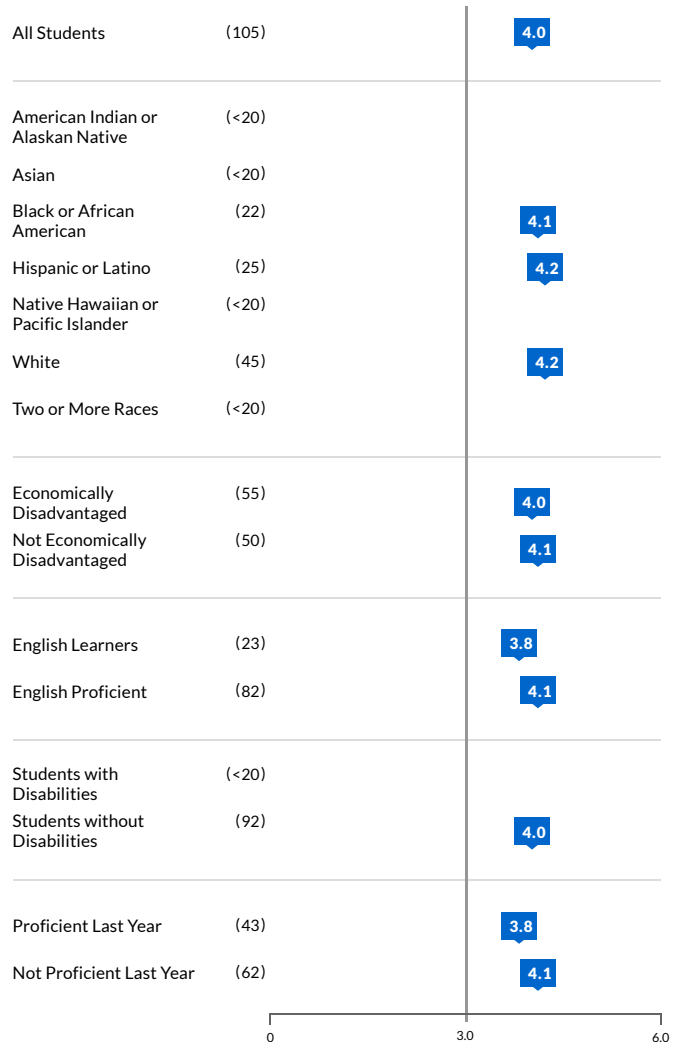 All Students (105) 4.0
American Indian or (<20)
Alaskan Native
Asian (<20)
Black or African (22) 4.1
American
Hispanic or Latino (25) 4.2
Native Hawaiian or (<20)
Pacific Islander
White (45) 4.2
Two or More Races (<20)
Economically (55) 4.0
Disadvantaged
Not Economically (50) 4.1
Disadvantaged
English Learners (23) 3.8
English Proficient (82) 4.1
Students with (<20)
Disabilities
Students without (92) 4.0
Disabilities
Proficient Last Year (43) 3.8
Not Proficient Last Year (62) 4.1
0 3.0 6.0